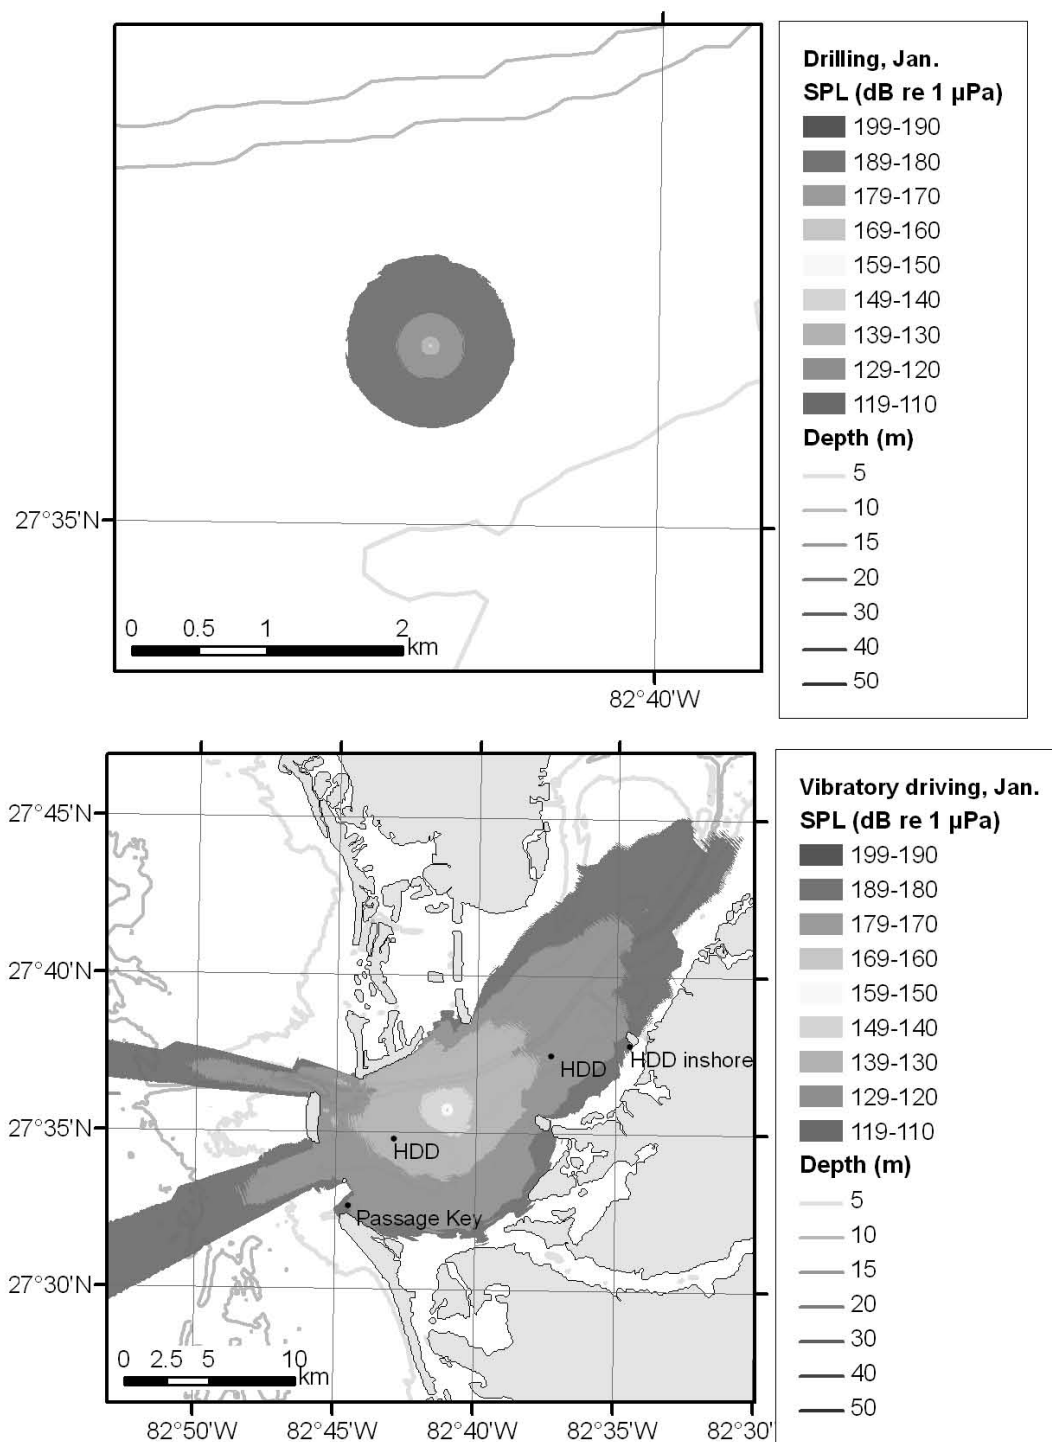 Drilling, Jan.
SPL (dB re 1 µPa)
199-190
189-180
179-170
169-160
159-150
149-140
139-130
129-120
119-110
Depth (m)
5
10
15
20
30
40
50
27°35'N
0 0.5 1 2
km
82°40'W
Vibratory driving, Jan.
SPL (dB re 1 µPa)
199-190
189-180
179-170
169-160
159-150
149-140
139-130
129-120
119-110
Depth (m)
5
10
15
20
30
40
50
27°45'N
27°40'N
27°35'N
27°30'N
HDD
HDD inshore
HDD
Passage Key
0 2.5 5 10
km
82°50'W 82°45'W 82°40'W 82°35'W 82°30'